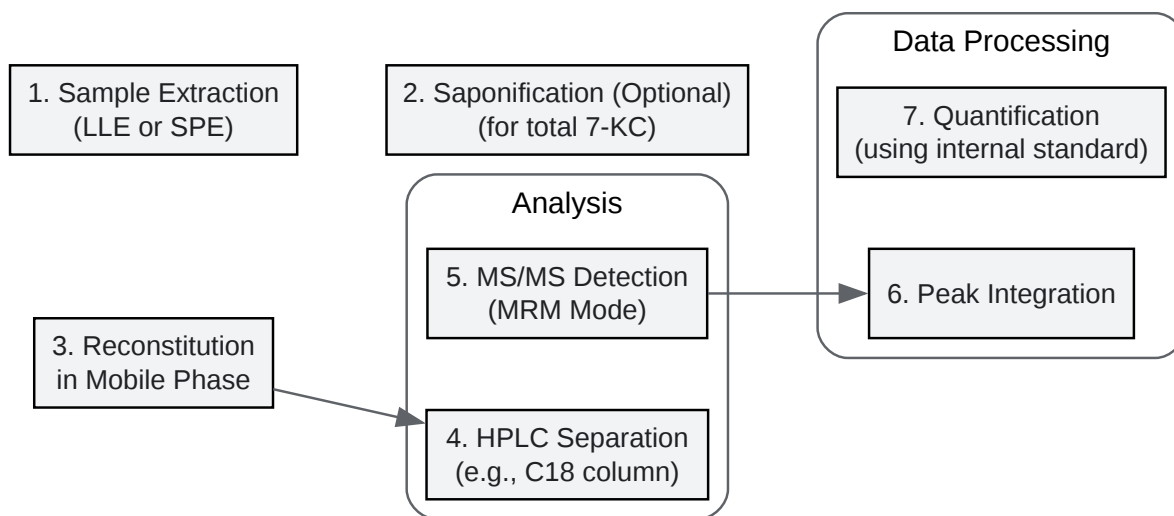 1. Sample Extraction
(LLE or SPE)
2. Saponification (Optional)
(for total 7-KC)
3. Reconstitution
in Mobile Phase
Analysis
4. HPLC Separation
(e.g., C18 column)
5. MS/MS Detection
(MRM Mode)
Data Processing
6. Peak Integration
7. Quantification
(using internal standard)